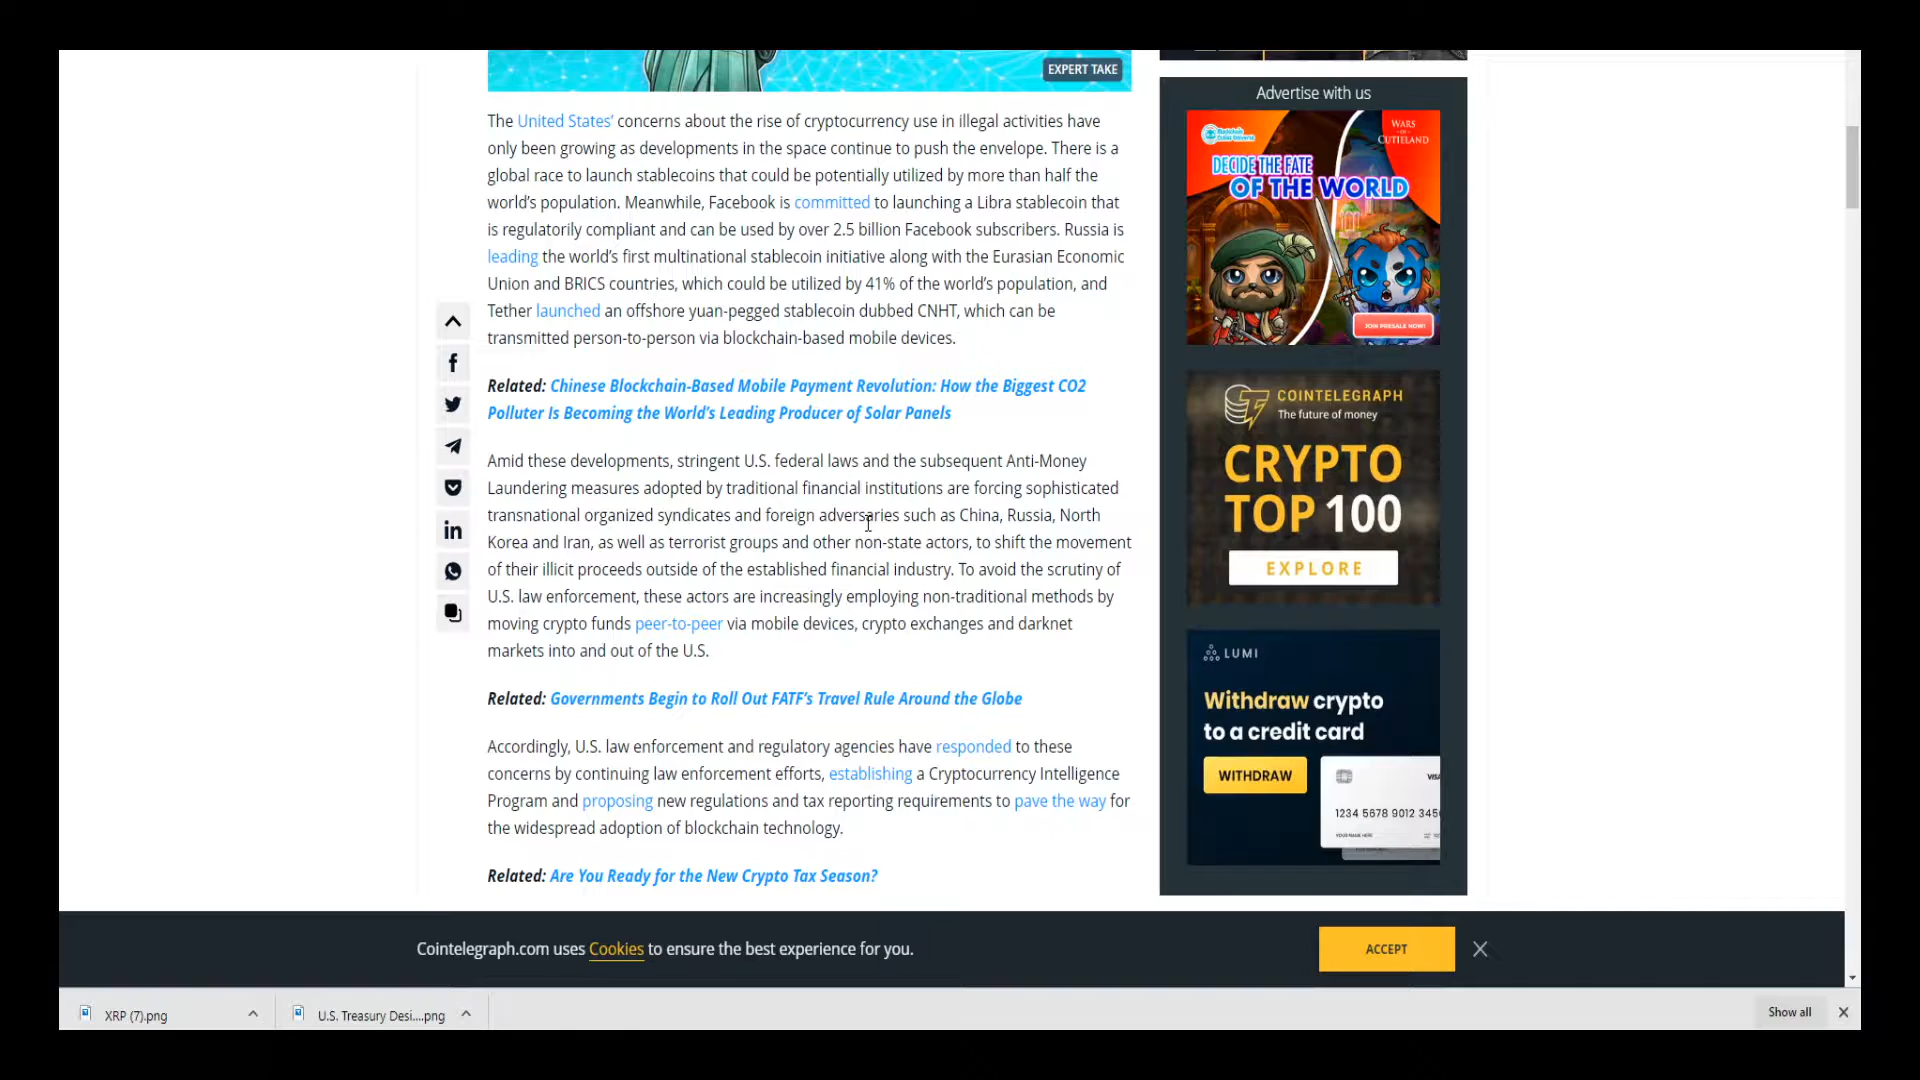 EXPERT TAKE
The United States' concerns about the rise of cryptocurrency use in illegal activities have
only been growing as developments in the space continue to push the envelope. There is a
global race to launch stablecoins that could be potentially utilized by more than half the
world's population. Meanwhile, Facebook is committed to launching a Libra stablecoin that
is regulatorily compliant and can be used by over 2.5 billion Facebook subscribers. Russia is
leading the world's first multinational stablecoin initiative along with the Eurasian Economic
Union and BRICS countries, which could be utilized by 41% of the world's population, and
Tether launched an offshore yuan-pegged stablecoin dubbed CNHT, which can be
transmitted person-to-person via blockchain-based mobile devices.
Related: Chinese Blockchain-Based Mobile Payment Revolution: How the Biggest CO2
Polluter Is Becoming the World's Leading Producer of Solar Panels
Amid these developments, stringent U.S. federal laws and the subsequent Anti-Money
Laundering measures adopted by traditional financial institutions are forcing sophisticated
transnational organized syndicates and foreign adversaries such as China, Russia, North
Korea and Iran, as well as terrorist groups and other non-state actors, to shift the movement
of their illicit proceeds outside of the established financial industry. To avoid the scrutiny of
U.S. law enforcement, these actors are increasingly employing non-traditional methods by
moving crypto funds peer-to-peer via mobile devices, crypto exchanges and darknet
markets into and out of the U.S.
Related: Governments Begin to Roll Out FATF's Travel Rule Around the Globe
Accordingly, U.S. law enforcement and regulatory agencies have responded to these
concerns by continuing law enforcement efforts, establishing a Cryptocurrency Intelligence
Program and proposing new regulations and tax reporting requirements to pave the way for
the widespread adoption of blockchain technology.
Related: Are You Ready for the New Crypto Tax Season?
Advertise with us
WARS
OF
CUTIELAND
DECIDE THE FATE
OF THE WORLD
JOIN PRESALE NOW!
COINTELEGRAPH
The future of money
CRYPTO
TOP 100
EXPLORE
LUMI
Withdraw crypto
to a credit card
WITHDRAW
VISA
1234 5678 9012 345
YOUR NAME HERE
Cointelegraph.com uses Cookies to ensure the best experience for you.
ACCEPT
XRP (7).png
U.S. Treasury Desi....png
Show all